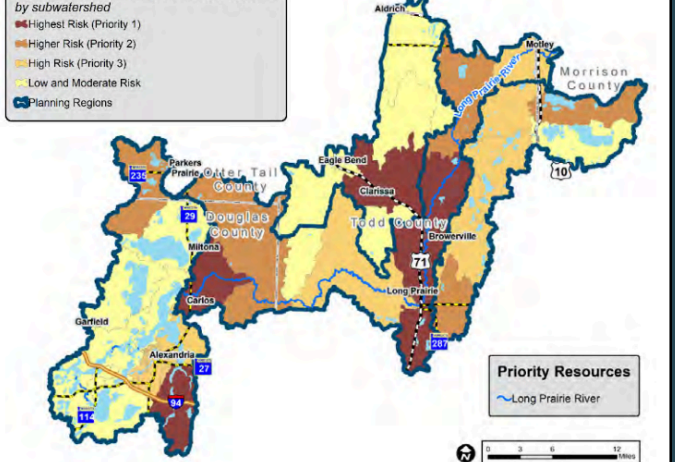 by subwatershed
Highest Risk (Priority 1)
Higher Risk (Priority 2)
High Risk (Priority 3)
Low and Moderate Risk
Planning Regions
Aldrich
Motley
Long Prairie River
Morrison
County
10
Parkers
Prairie
235
Otter Tail
County
Eagle Bend
Clarissa
29
Douglas
County
Todd County
Browerville
Miltona
71
Carlos
Long Prairie
Garfield
287
Alexandria
27
94
114
Priority Resources
Long Prairie River
0 3 6 12
Miles